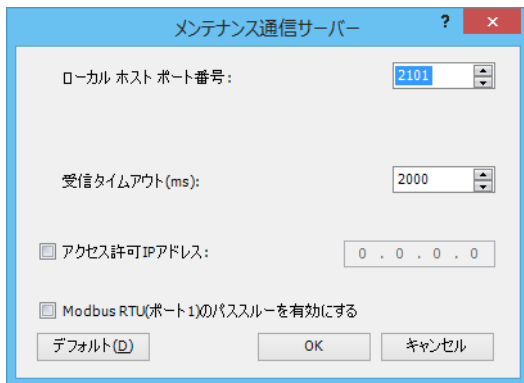 メンテナンス通信サーバー ? ×
ローカル ホスト ポート番号: 2101
受信タイムアウト(ms): 2000
アクセス許可IPアドレス: 0 . 0 . 0 . 0
Modbus RTU(ポート1)のパススルーを有効にする
デフォルト(D) OK キャンセル